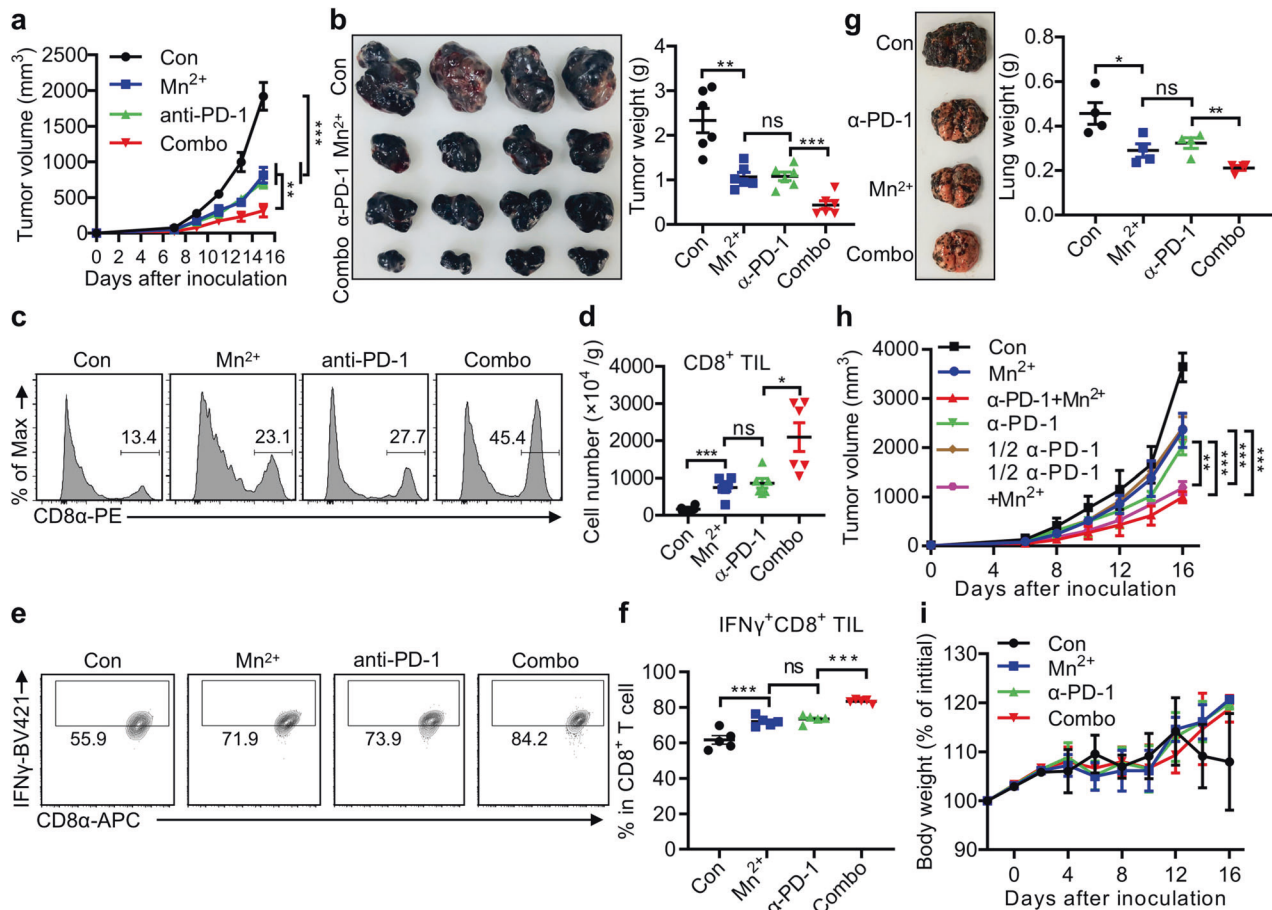 a
Tumor volume (mm³)
2500
2000
1500
1000
500
0
0 2 4 6 8 10 12 14 16
Days after inoculation
Con
Mn²⁺
anti-PD-1
Combo
***
**
b
Con
Mn²⁺
α-PD-1
Combo
Tumor weight (g)
4
3
2
1
0
**
ns
***
Con
Mn²⁺
α-PD-1
Combo
g
Con
α-PD-1
Mn²⁺
Combo
Lung weight (g)
0.8
0.6
0.4
0.2
0.0
*
ns
**
Con
Mn²⁺
α-PD-1
Combo
c
Con
Mn²⁺
anti-PD-1
Combo
13.4
23.1
27.7
45.4
% of Max
CD8α-PE
d
CD8⁺ TIL
Cell number (×10⁴ /g)
4000
3000
2000
1000
0
***
ns
*
Con
Mn²⁺
α-PD-1
Combo
h
Tumor volume (mm³)
4000
3000
2000
1000
0
0 4 8 12 16
Days after inoculation
Con
Mn²⁺
α-PD-1+Mn²⁺
α-PD-1
1/2 α-PD-1
1/2 α-PD-1
+Mn²⁺
**
***
***
***
e
Con
Mn²⁺
anti-PD-1
Combo
55.9
71.9
73.9
84.2
IFNγ-BV421
CD8α-APC
f
IFNγ⁺CD8⁺ TIL
% in CD8⁺ T cell
100
80
60
40
20
0
***
ns
***
Con
Mn²⁺
α-PD-1
Combo
i
Body weight (% of intitial)
130
120
110
100
90
0 4 8 12 16
Days after inoculation
Con
Mn²⁺
α-PD-1
Combo